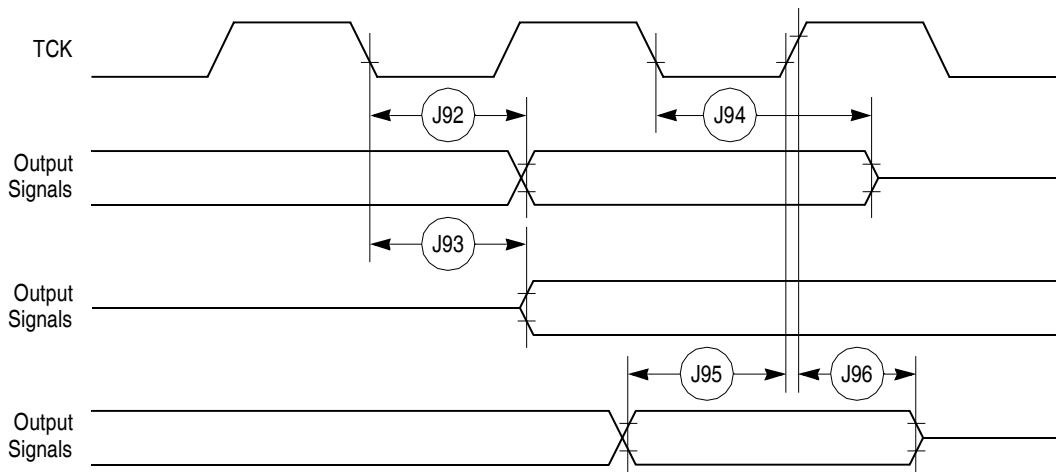 TCK
J92
J94
Output
Signals
J93
Output
Signals
J95
J96
Output
Signals